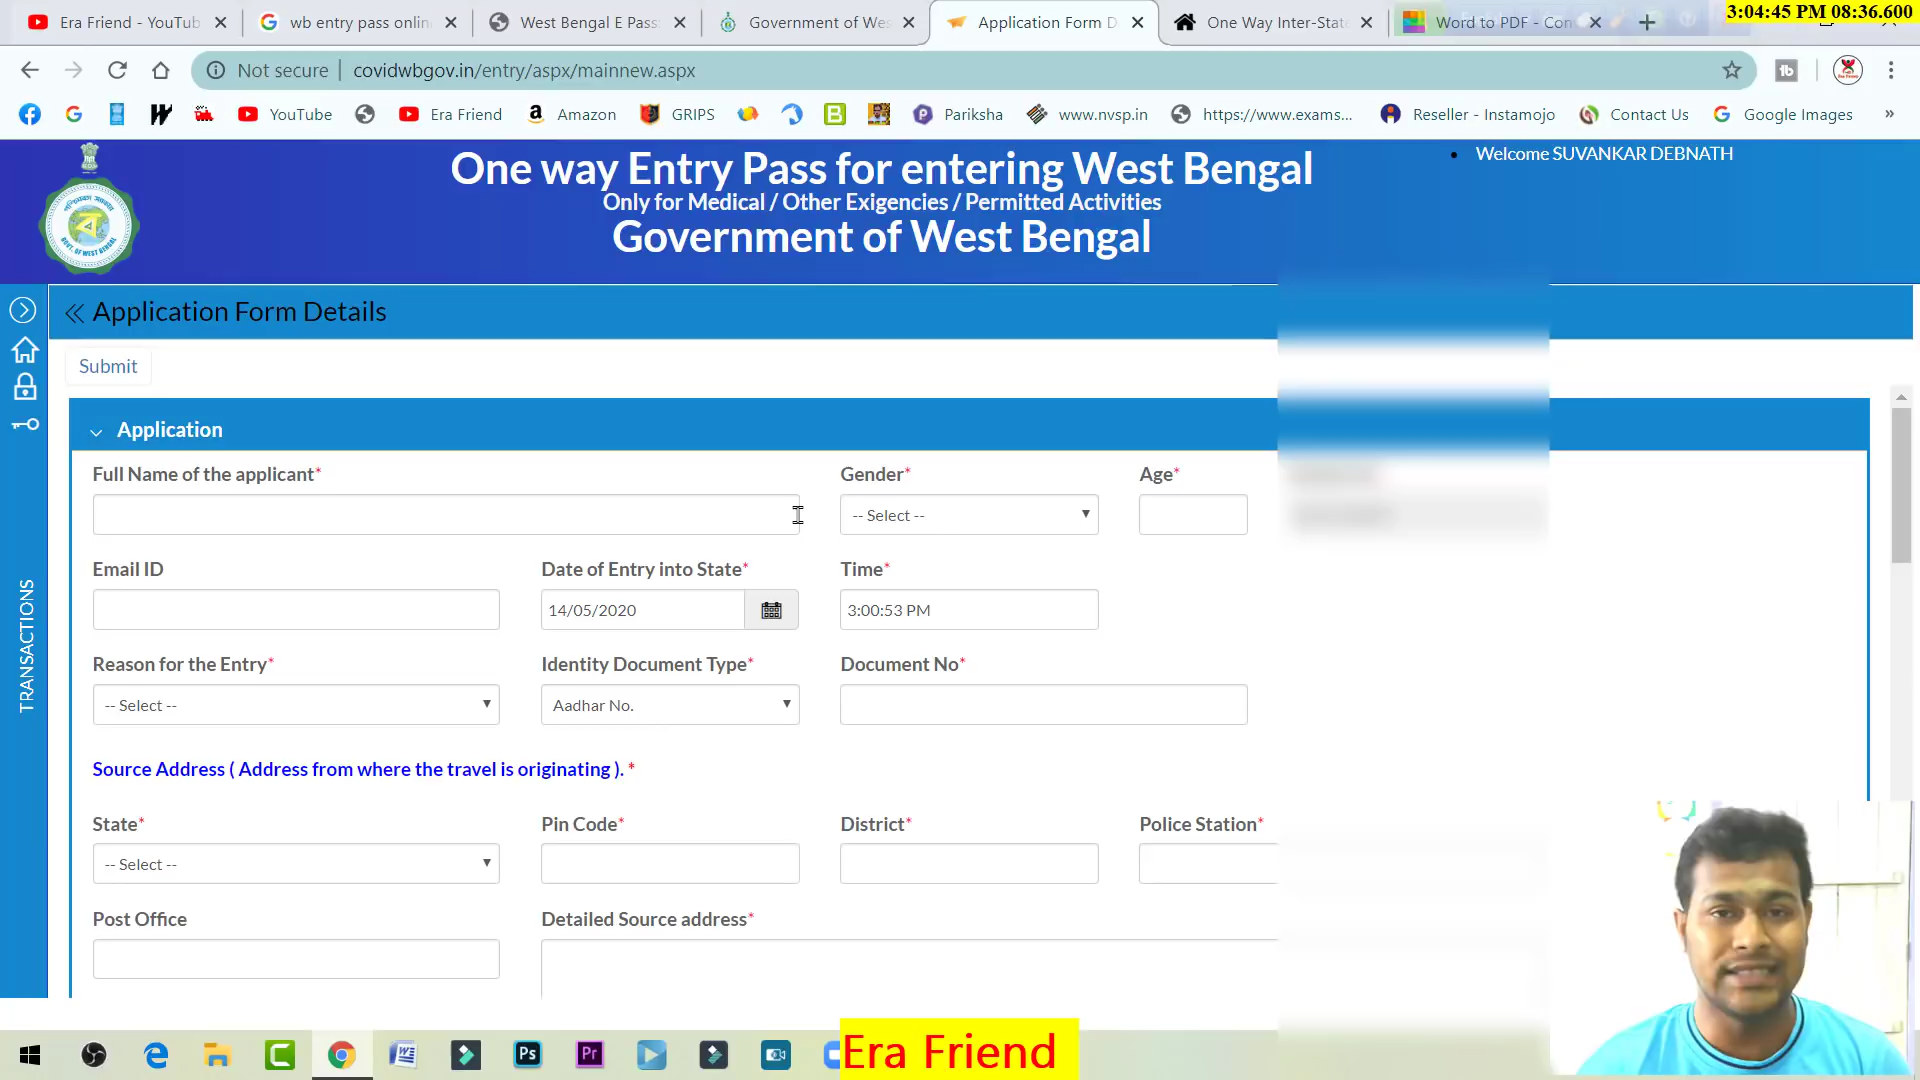 Era Friend - YouTub
wb entry pass onlin
West Bengal E Pass
Government of Wes
Application Form D
One Way Inter-Stat
Word to PDF - Con
3:04:45 PM 08:36.600
Not secure
covidwbgov.in/entry/aspx/mainnew.aspx
YouTube
Era Friend
Amazon
GRIPS
Pariksha
www.nvsp.in
https://www.exams...
Reseller - Instamojo
Contact Us
Google Images
One way Entry Pass for entering West Bengal
Only for Medical / Other Exigencies / Permitted Activities
Government of West Bengal
Welcome SUVANKAR DEBNATH
Application Form Details
Submit
TRANSACTIONS
Application
Full Name of the applicant*
Gender*
Age*
-- Select --
Email ID
Date of Entry into State*
Time*
14/05/2020
3:00:53 PM
Reason for the Entry*
Identity Document Type*
Document No*
-- Select --
Aadhar No.
Source Address ( Address from where the travel is originating ). *
State*
Pin Code*
District*
Police Station*
-- Select --
Post Office
Detailed Source address*
Era Friend